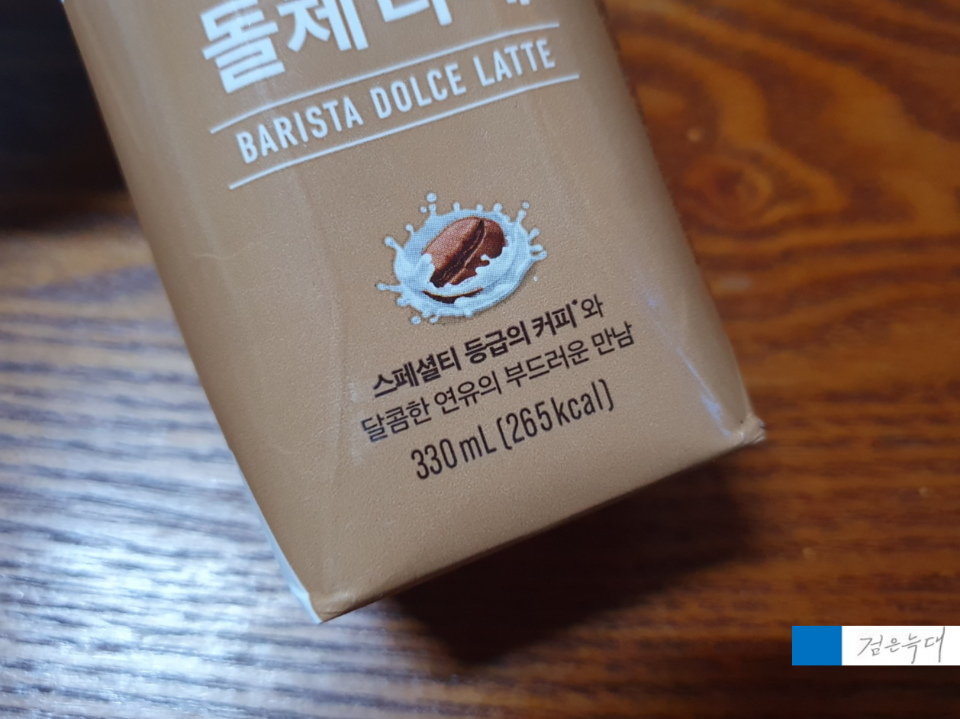 돌체라떼
BARISTA DOLCE LATTE
스페셜티 등급의 커피*와
달콤한 연유의 부드러운 만남
330mL(265kcal)
검은늑대